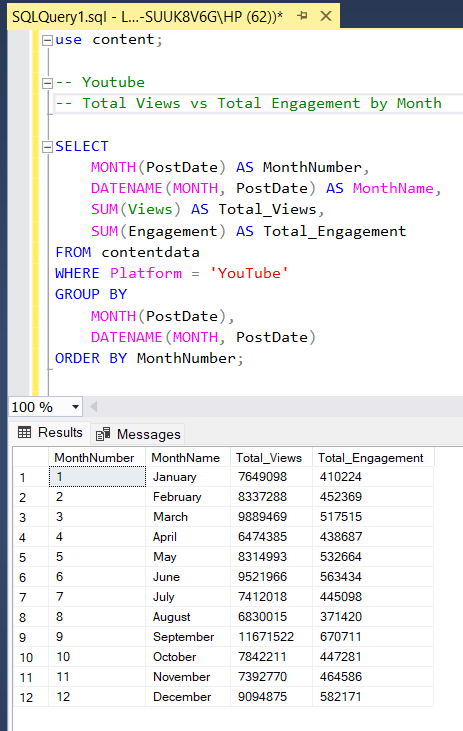 SQLQuery1.sql - L...-SUUK8V6G\HP (62))*
use content;
-- Youtube
-- Total Views vs Total Engagement by Month
SELECT
MONTH(PostDate) AS MonthNumber,
DATENAME(MONTH, PostDate) AS MonthName,
SUM(Views) AS Total_Views,
SUM(Engagement) AS Total_Engagement
FROM contentdata
WHERE Platform = 'YouTube'
GROUP BY
MONTH(PostDate),
DATENAME(MONTH, PostDate)
ORDER BY MonthNumber;
100 %
Results Messages
MonthNumber MonthName Total_Views Total_Engagement
1 1 January 7649098 410224
2 2 February 8337288 452369
3 3 March 9889469 517515
4 4 April 6474385 438687
5 5 May 8314993 532664
6 6 June 9521966 563434
7 7 July 7412018 445098
8 8 August 6830015 371420
9 9 September 11671522 670711
10 10 October 7842211 447281
11 11 November 7392770 464586
12 12 December 9094875 582171